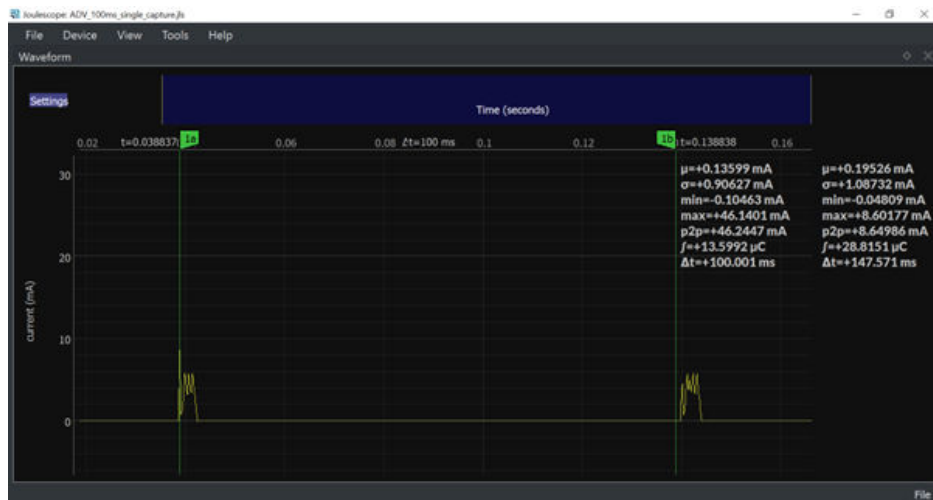 Joulescope: ADV_100ms_single_capture.jls
File Device View Tools Help
Waveform
Settings
Time (seconds)
0.02 t=0.038837 1a 0.06 0.08 Δt=100 ms 0.1 0.12 1b t=0.138838 0.16
μ=+0.13599 mA μ=+0.19526 mA
σ=+0.90627 mA σ=+1.08732 mA
min=-0.10463 mA min=-0.04809 mA
max=+46.1401 mA max=+8.60177 mA
p2p=+46.2447 mA p2p=+8.64986 mA
∫=+13.5992 μC ∫=+28.8151 μC
Δt=+100.001 ms Δt=+147.571 ms
30
20
current (mA)
10
0
File